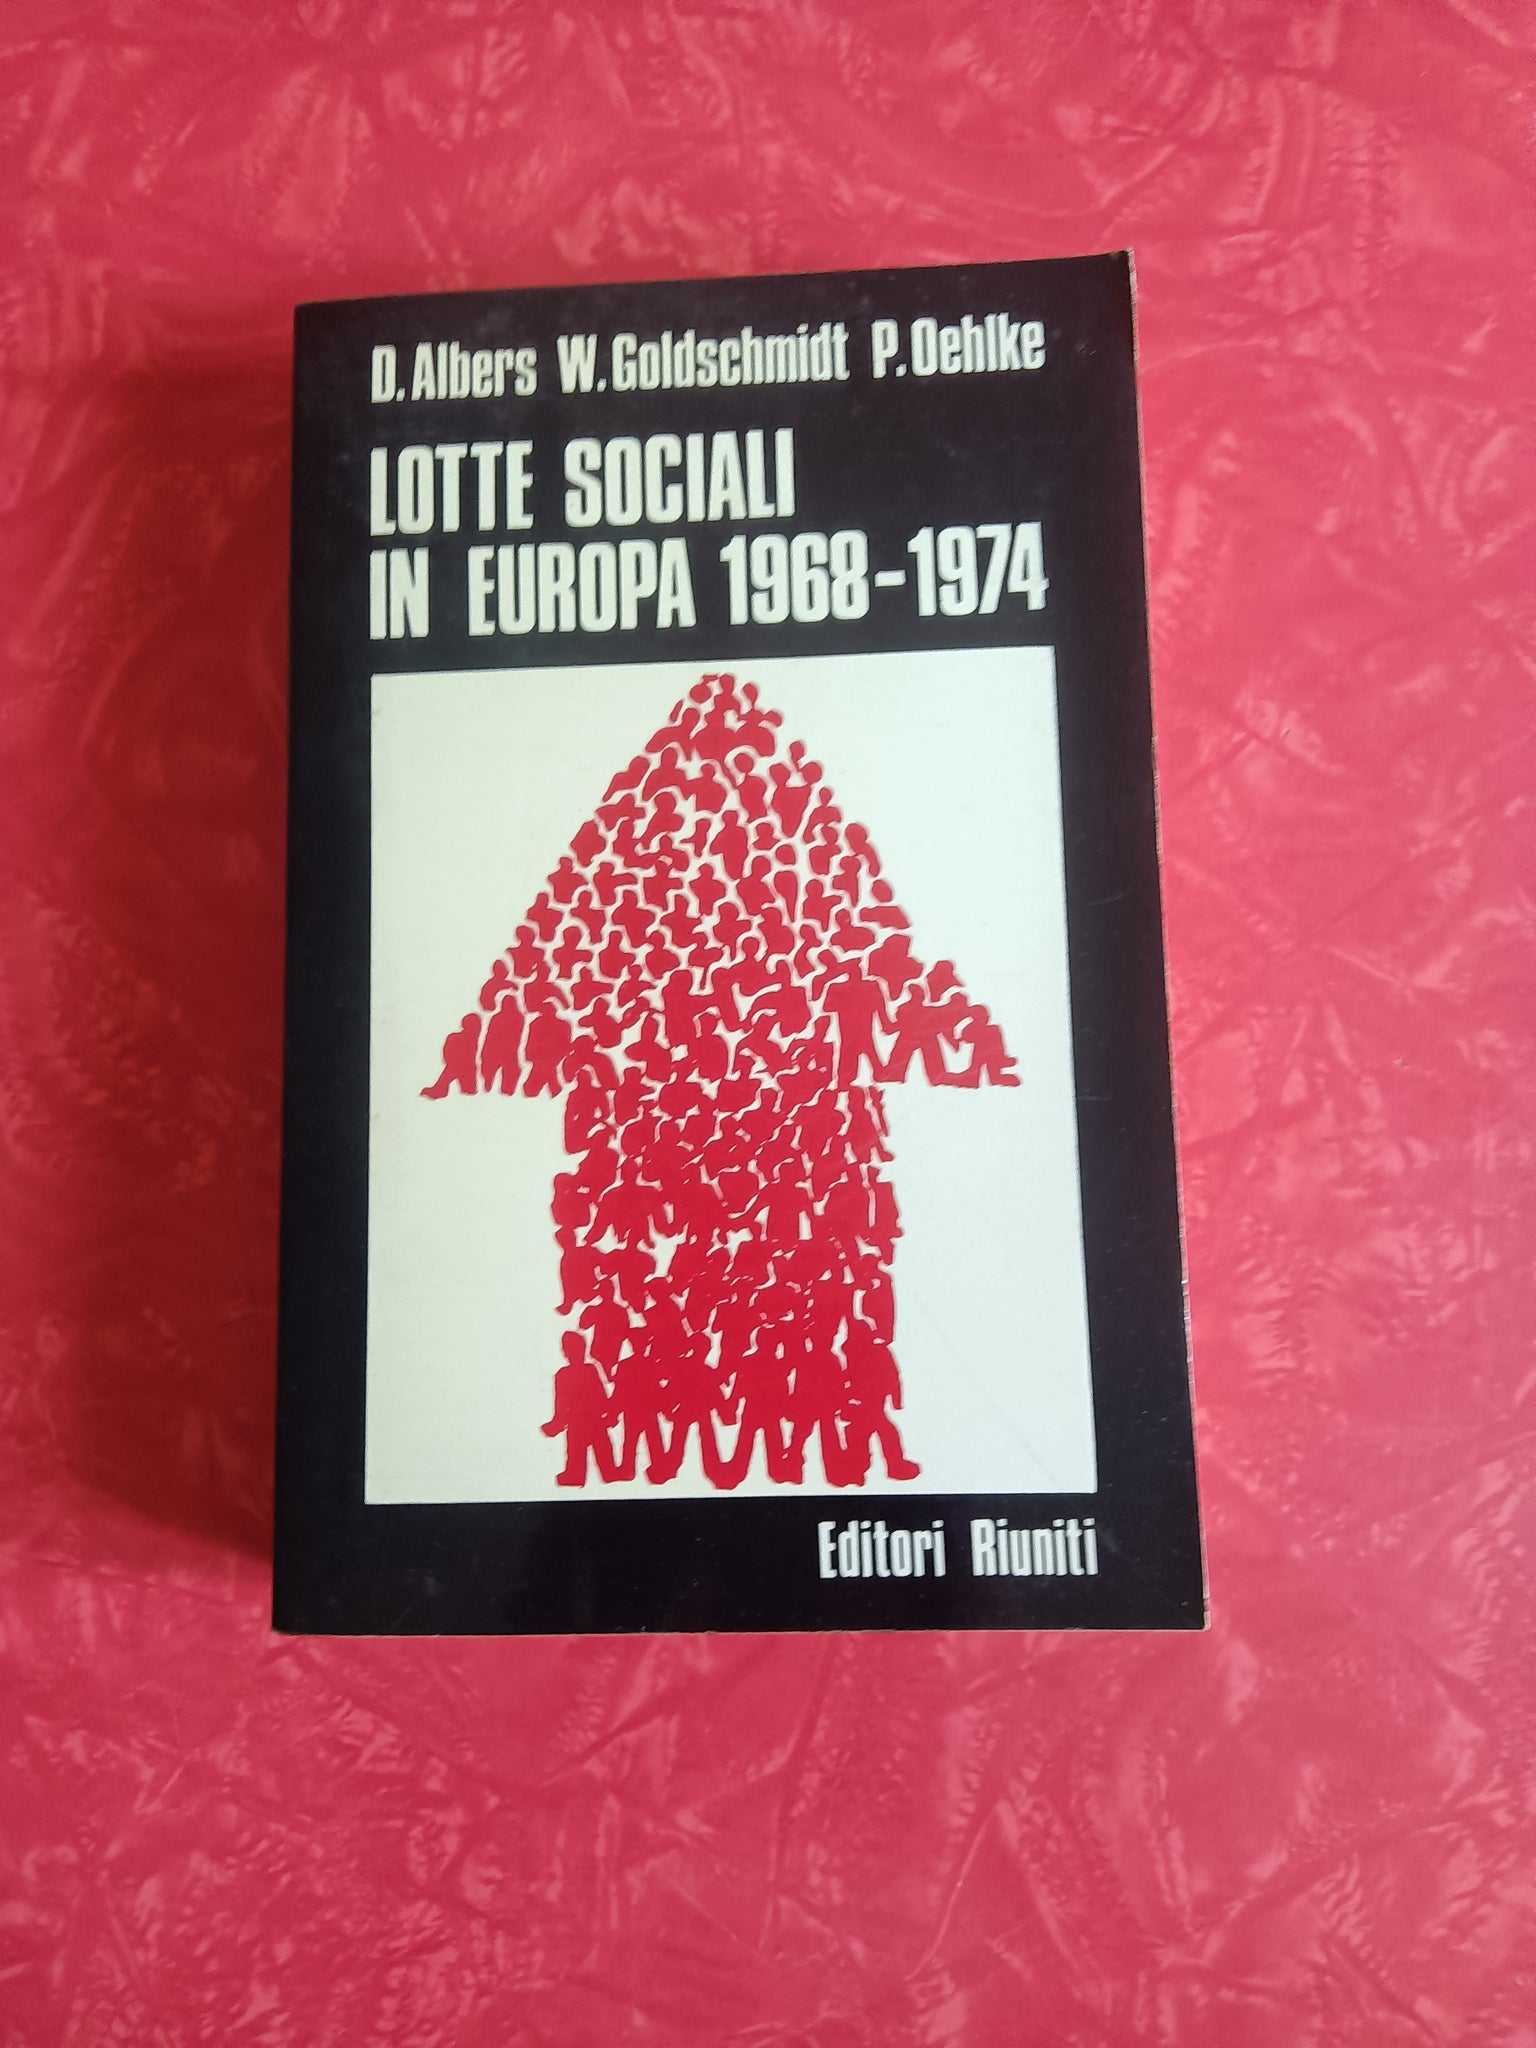 D. Albers W. Goldschmidt P. Oehlke
LOTTE SOCIALI
IN EUROPA 1968-1974
Editori Riuniti